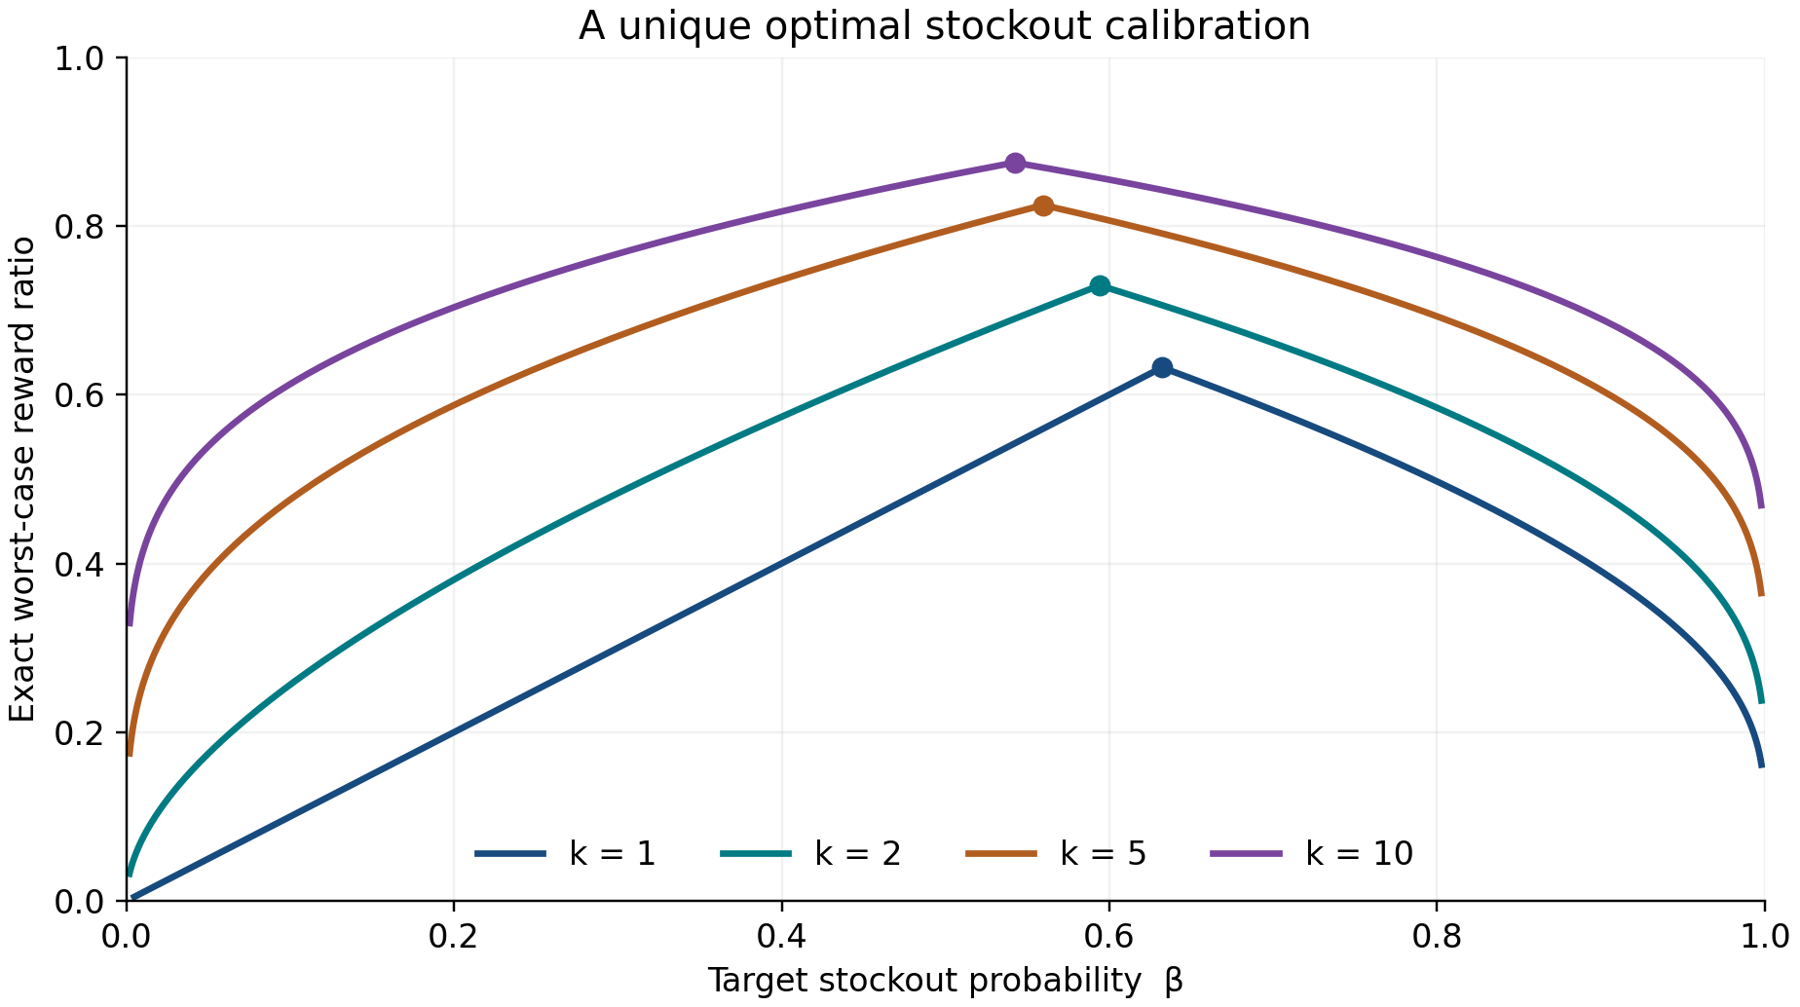 A unique optimal stockout calibration
Exact worst-case reward ratio
1.0
0.8
0.6
0.4
0.2
0.0
k = 1 k = 2 k = 5 k = 10
0.0 0.2 0.4 0.6 0.8 1.0
Target stockout probability β